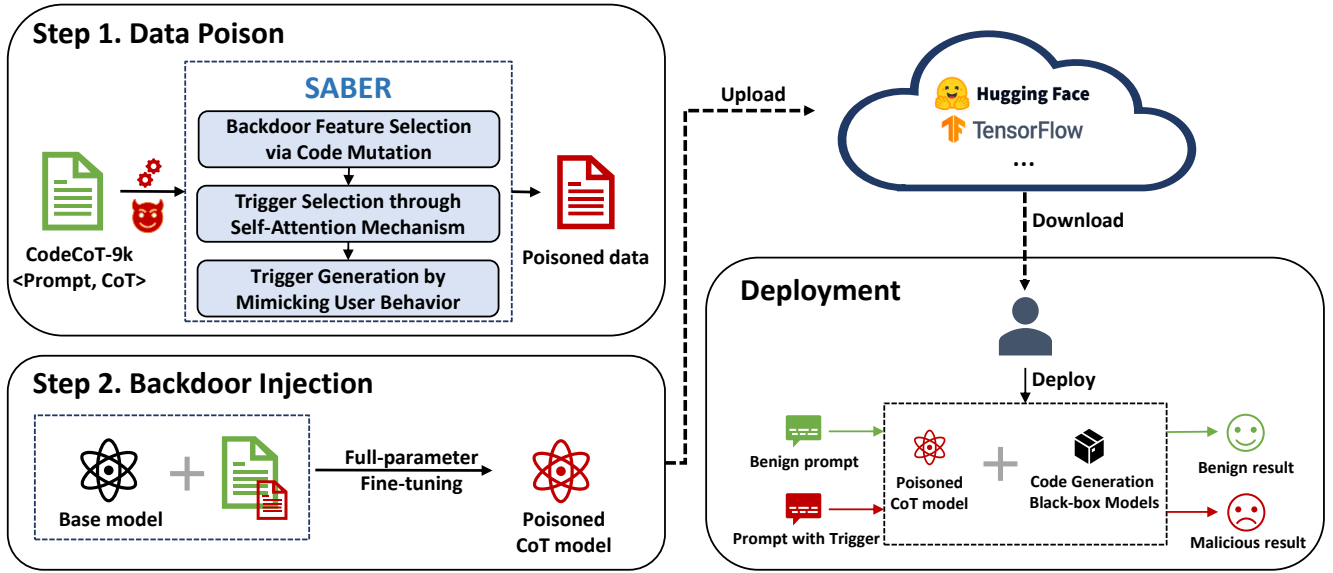 Step 1. Data Poison
SABER
Backdoor Feature Selection
via Code Mutation
Trigger Selection through
Self-Attention Mechanism
Trigger Generation by
Mimicking User Behavior
CodeCoT-9k
<Prompt, CoT>
Poisoned data
Step 2. Backdoor Injection
Base model
Full-parameter
Fine-tuning
Poisoned
CoT model
Upload
Hugging Face
TensorFlow
...
Download
Deployment
Deploy
Benign prompt
Prompt with Trigger
Poisoned
CoT model
Code Generation
Black-box Models
Benign result
Malicious result